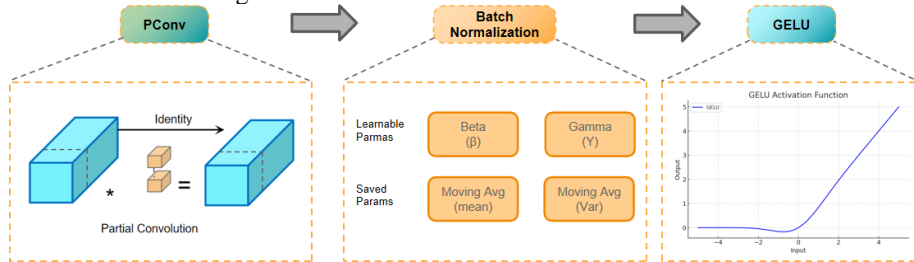 PConv
Batch
Normalization
GELU
Identity
*
=
Partial Convolution
Learnable
Parmas
Beta
(β)
Gamma
(Y)
Saved
Params
Moving Avg
(mean)
Moving Avg
(Var)
GELU Activation Function
GELU
Output
5
4
3
2
1
0
−4
−2
0
2
4
Input